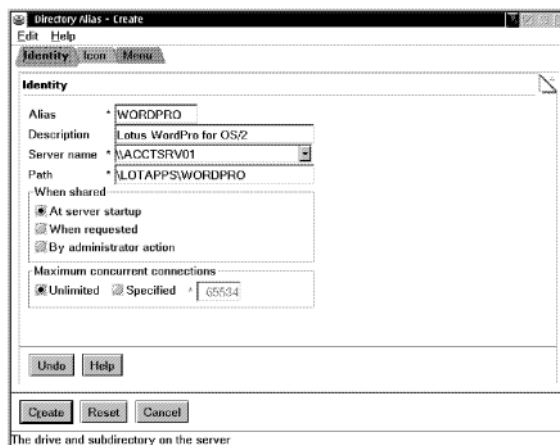 Directory Alias - Create
Edit Help
Identity Icon Menu
Identity
Alias * WORDPRO
Description Lotus WordPro for OS/2
Server name * \\ACCTSRV01
Path * \LOTAPPS\WORDPRO
When shared
At server startup
When requested
By administrator action
Maximum concurrent connections
Unlimited Specified * 65534
Undo Help
Create Reset Cancel
The drive and subdirectory on the server